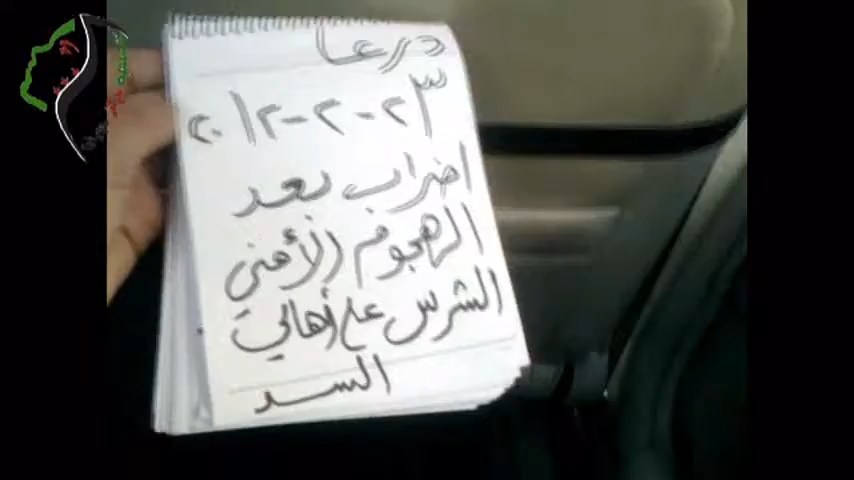 درعا
٢٣-٢-٢٠١٢
اضراب بعد
الهجوم الأمني
الشرس على أهالي
السد